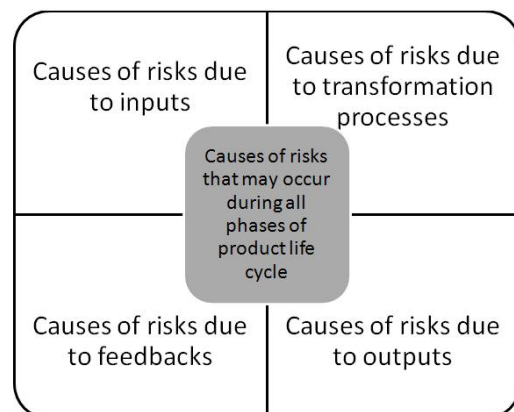 Causes of risks due
to inputs
Causes of risks due
to transformation
processes
Causes of risks
that may occur
during all
phases of
product life
cycle
Causes of risks due
to feedbacks
Causes of risks due
to outputs